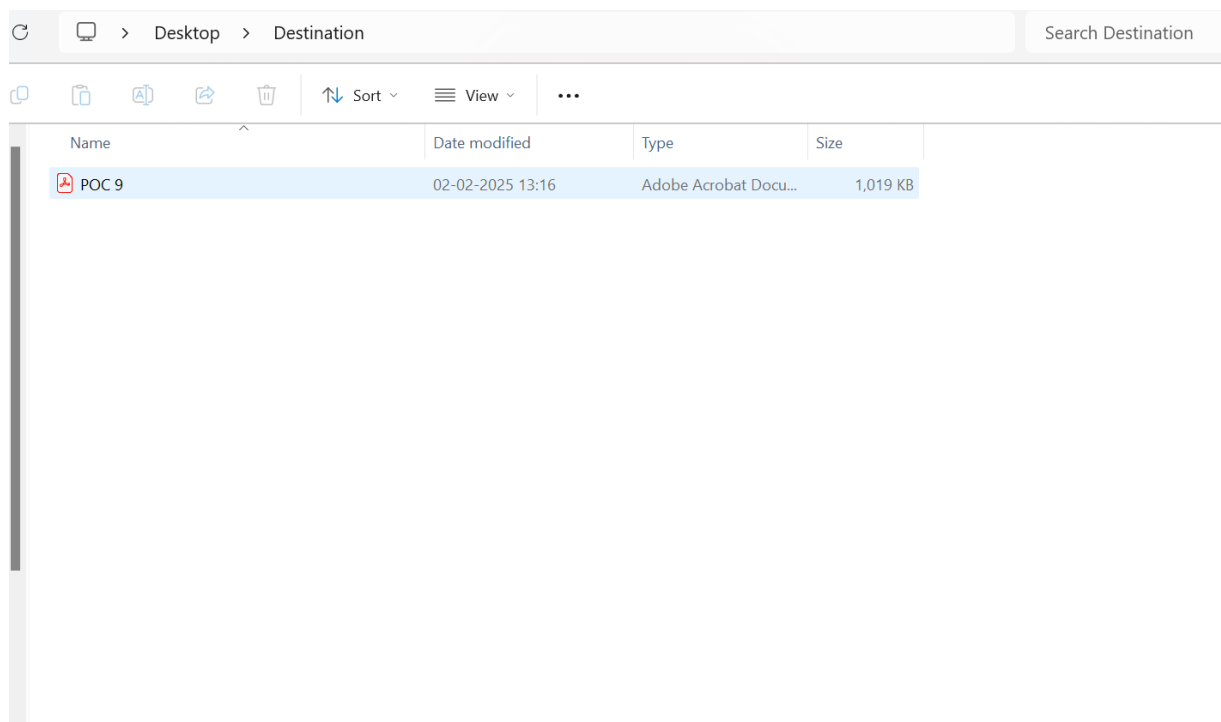 Desktop > Destination Search Destination
Sort View
Name Date modified Type Size
POC 9 02-02-2025 13:16 Adobe Acrobat Docu... 1,019 KB